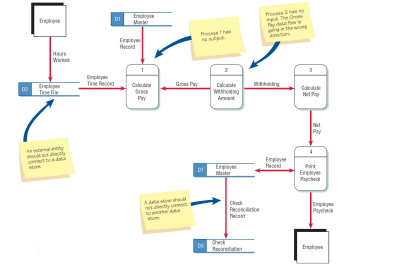 Employee
D1
Employee
Master
Process 1 has
no output.
Process 2 has no
input. The Gross
Pay data flow is
going in the wrong
direction.
Hours
Worked
Employee
Record
D2
Employee
Time File
Employee
Time Record
1
Calculate
Gross
Pay
Gross Pay
2
Calculate
Withholding
Amount
Withholding
3
Calculate
Net Pay
Net
Pay
An external entity
should not directly
connect to a data
store.
D1
Employee
Master
Employee
Record
4
Print
Employee
Paycheck
A data store should
not directly connect
to another data
store.
Check
Reconciliation
Record
Employee
Paycheck
D3
Check
Reconciliation
Employee